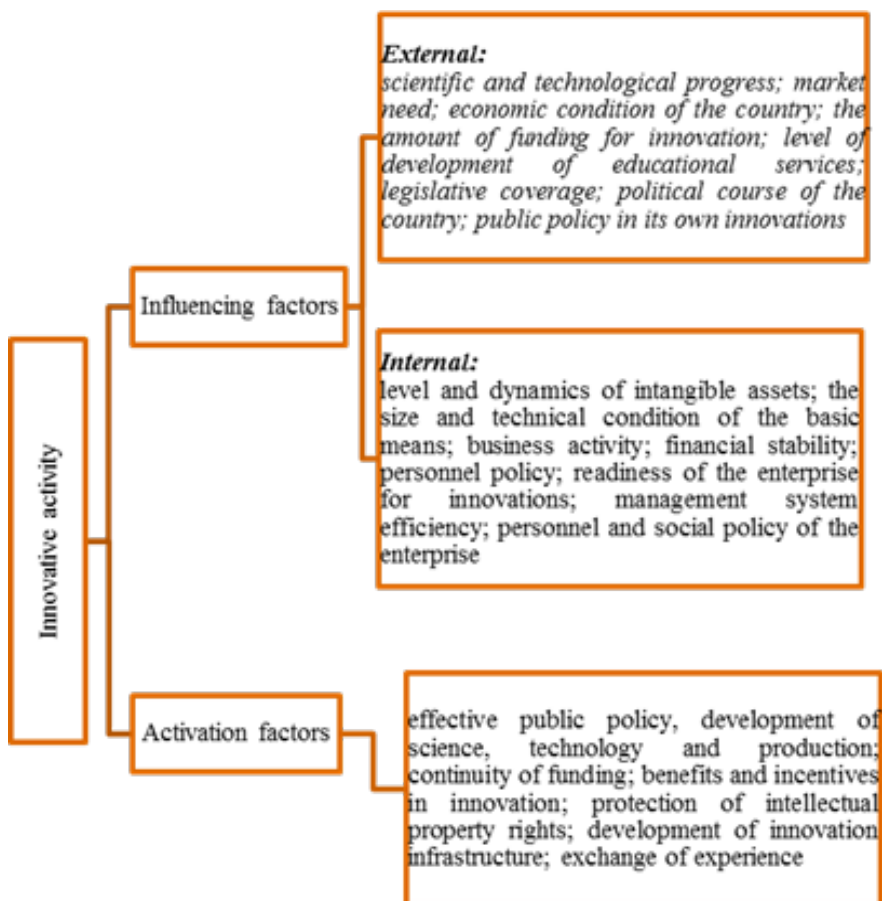 Innovative activity
Influencing factors
External:
scientific and technological progress; market
need; economic condition of the country; the
amount of funding for innovation; level of
development of educational services;
legislative coverage; political course of the
country; public policy in its own innovations
Internal:
level and dynamics of intangible assets; the
size and technical condition of the basic
means; business activity; financial stability;
personnel policy; readiness of the enterprise
for innovations; management system
efficiency; personnel and social policy of the
enterprise
Activation factors
effective public policy, development of
science, technology and production;
continuity of funding; benefits and incentives
in innovation; protection of intellectual
property rights; development of innovation
infrastructure; exchange of experience